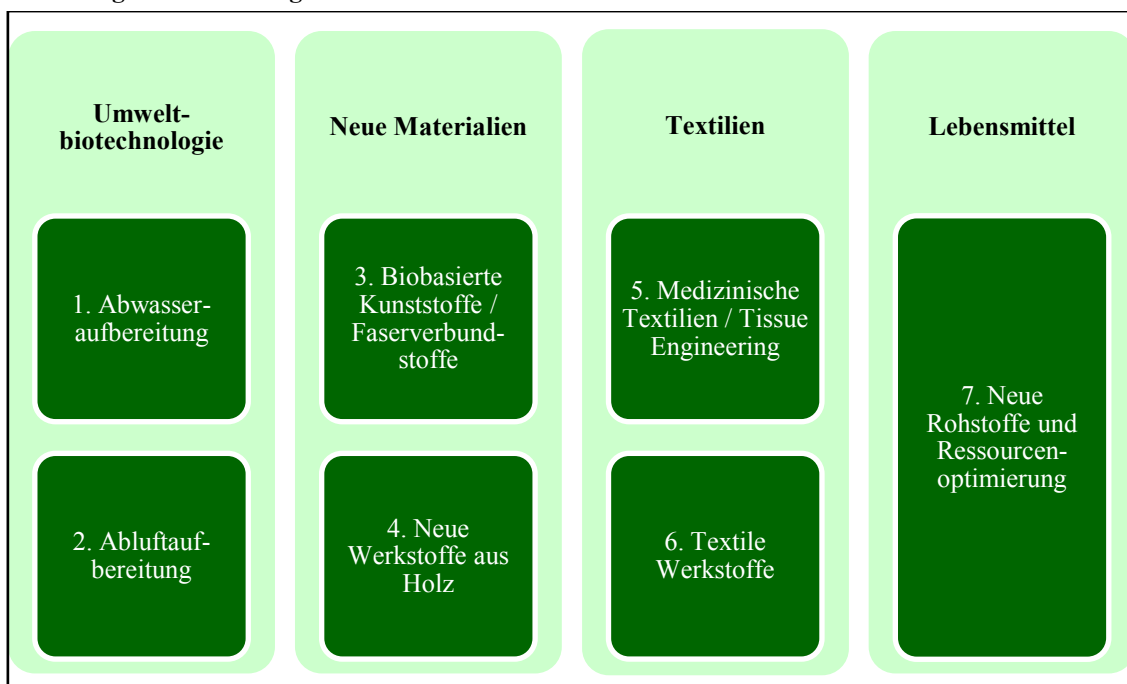 Umwelt-
biotechnologie
1. Abwasser-
aufbereitung
2. Abluftauf-
bereitung
Neue Materialien
3. Biobasierte
Kunststoffe /
Faserverbund-
stoffe
4. Neue
Werkstoffe aus
Holz
Textilien
5. Medizinische
Textilien / Tissue
Engineering
6. Textile
Werkstoffe
Lebensmittel
7. Neue
Rohstoffe und
Ressourcen-
optimierung